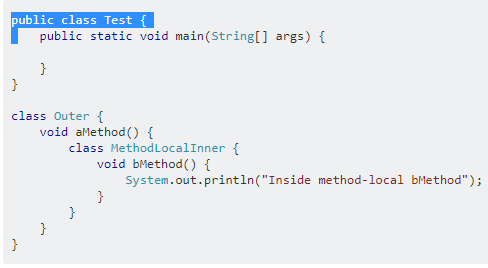 public class Test {
    public static void main(String[] args) {

    }
}

class Outer {
    void aMethod() {
        class MethodLocalInner {
            void bMethod() {
                System.out.println("Inside method-local bMethod");
            }
        }
    }
}